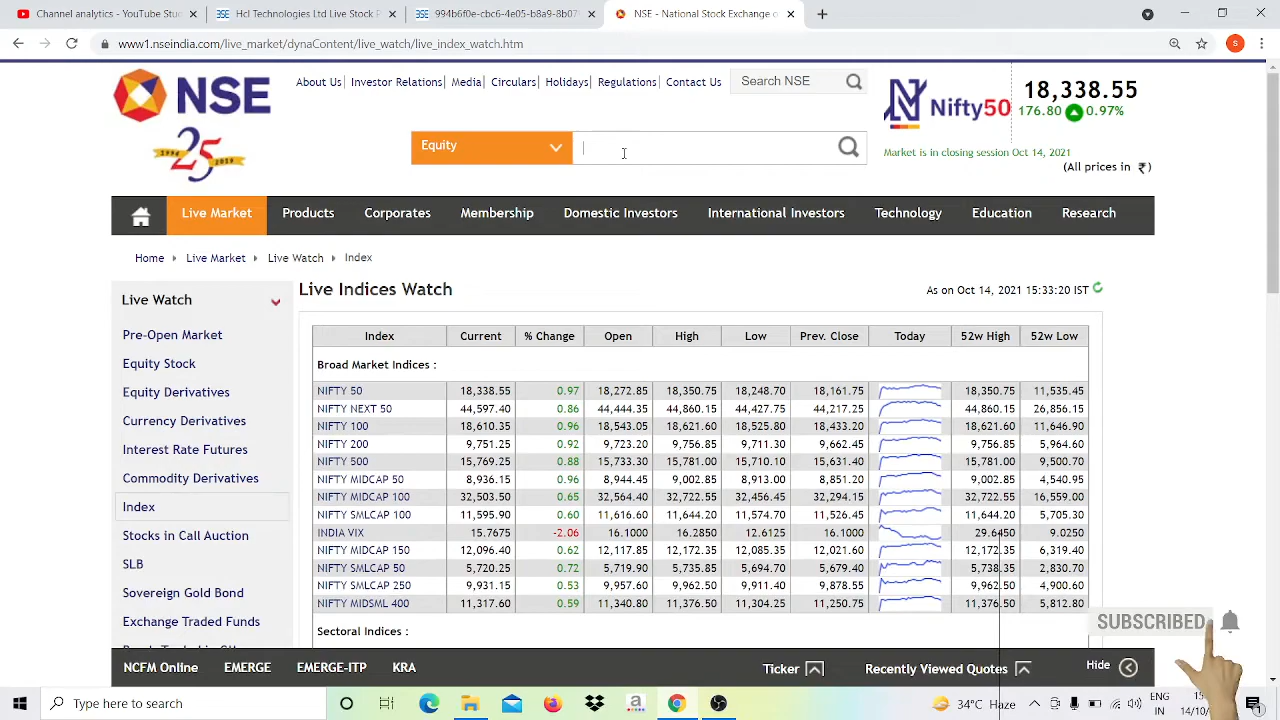 Channel analytics - YouTube Stud
Hcl Technologies Ltd Live Stock P
99406f0e-cbc6-4e05-b8a9-8b07
NSE - National Stock Exchange o
www1.nseindia.com/live_market/dynaContent/live_watch/live_index_watch.htm
S
NSE
25
1994 - 2019
About Us Investor Relations Media Circulars Holidays Regulations Contact Us
Search NSE
Equity
Nifty50
18,338.55
176.80 0.97%
Market is in closing session Oct 14, 2021
(All prices in ₹)
Live Market Products Corporates Membership Domestic Investors International Investors Technology Education Research
Home Live Market Live Watch Index
Live Watch
Pre-Open Market
Equity Stock
Equity Derivatives
Currency Derivatives
Interest Rate Futures
Commodity Derivatives
Index
Stocks in Call Auction
SLB
Sovereign Gold Bond
Exchange Traded Funds
Live Indices Watch
As on Oct 14, 2021 15:33:20 IST
Index Current % Change Open High Low Prev. Close Today 52w High 52w Low
Broad Market Indices :
NIFTY 50 18,338.55 0.97 18,272.85 18,350.75 18,248.70 18,161.75 18,350.75 11,535.45
NIFTY NEXT 50 44,597.40 0.86 44,444.35 44,860.15 44,427.75 44,217.25 44,860.15 26,856.15
NIFTY 100 18,610.35 0.96 18,543.05 18,621.60 18,525.80 18,433.20 18,621.60 11,646.90
NIFTY 200 9,751.25 0.92 9,723.20 9,756.85 9,711.30 9,662.45 9,756.85 5,964.60
NIFTY 500 15,769.25 0.88 15,733.30 15,781.00 15,710.10 15,631.40 15,781.00 9,500.70
NIFTY MIDCAP 50 8,936.15 0.96 8,944.45 9,002.85 8,913.00 8,851.20 9,002.85 4,540.95
NIFTY MIDCAP 100 32,503.50 0.65 32,564.40 32,722.55 32,456.45 32,294.15 32,722.55 16,559.00
NIFTY SMLCAP 100 11,595.90 0.60 11,616.60 11,644.20 11,574.70 11,526.45 11,644.20 5,705.30
INDIA VIX 15.7675 -2.06 16.1000 16.2850 12.6125 16.1000 29.6450 9.0250
NIFTY MIDCAP 150 12,096.40 0.62 12,117.85 12,172.35 12,085.35 12,021.60 12,172.35 6,319.40
NIFTY SMLCAP 50 5,720.25 0.72 5,719.90 5,735.85 5,694.70 5,679.40 5,738.35 2,830.70
NIFTY SMLCAP 250 9,931.15 0.53 9,957.60 9,962.50 9,911.40 9,878.55 9,962.50 4,900.60
NIFTY MIDSML 400 11,317.60 0.59 11,340.80 11,376.50 11,304.25 11,250.75 11,376.50 5,812.80
Sectoral Indices :
SUBSCRIBED
NCFM Online EMERGE EMERGE-ITP KRA
Ticker Recently Viewed Quotes Hide
Type here to search
34°C Haze
ENG
IN
15
14/10/